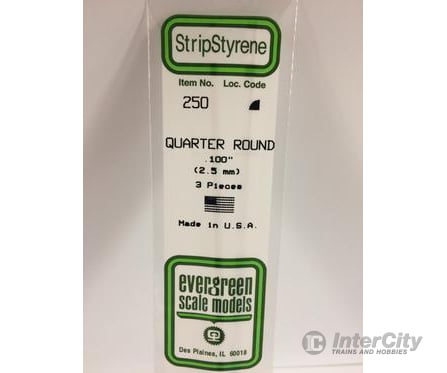 StripStyrene
Item No. Loc. Code
250
QUARTER ROUND
.100"
(2.5 mm)
3 Pieces
Made in U.S.A.
evergreen
scale models
Des Plaines, IL 60018
IC InterCity
TRAINS AND HOBBIES